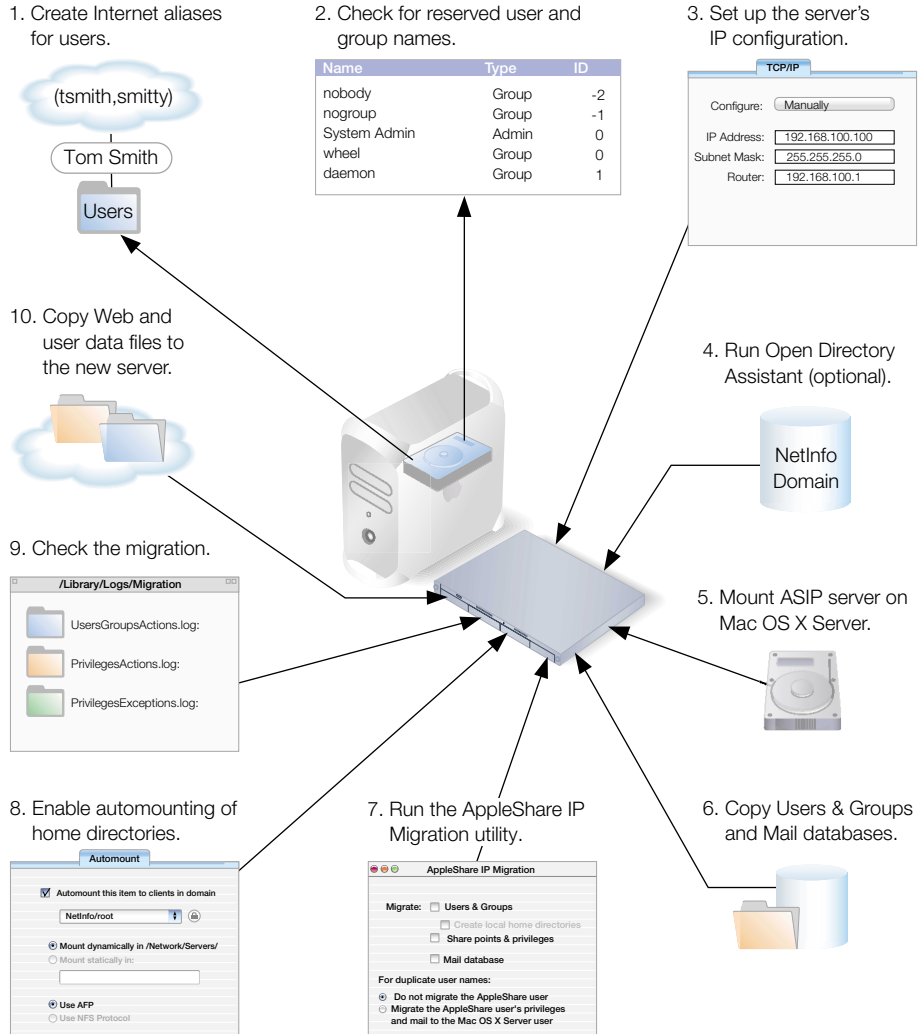 1. Create Internet aliases
for users.
(tsmith,smitty)
Tom Smith
Users
2. Check for reserved user and
group names.
Name Type ID
nobody Group -2
nogroup Group -1
System Admin Admin 0
wheel Group 0
daemon Group 1
3. Set up the server's
IP configuration.
TCP/IP
Configure: Manually
IP Address: 192.168.100.100
Subnet Mask: 255.255.255.0
Router: 192.168.100.1
4. Run Open Directory
Assistant (optional).
NetInfo
Domain
5. Mount ASIP server on
Mac OS X Server.
6. Copy Users & Groups
and Mail databases.
7. Run the AppleShare IP
Migration utility.
AppleShare IP Migration
Migrate: Users & Groups
Create local home directories
Share points & privileges
Mail database
For duplicate user names:
Do not migrate the AppleShare user
Migrate the AppleShare user's privileges
and mail to the Mac OS X Server user
8. Enable automounting of
home directories.
Automount
Automount this item to clients in domain
NetInfo/root
Mount dynamically in /Network/Servers/
Mount statically in:
Use AFP
Use NFS Protocol
9. Check the migration.
/Library/Logs/Migration
UsersGroupsActions.log:
PrivilegesActions.log:
PrivilegesExceptions.log:
10. Copy Web and
user data files to
the new server.